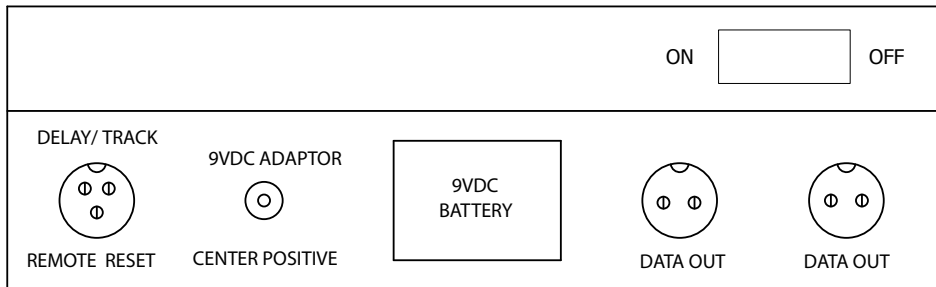 ON OFF
DELAY/ TRACK
9VDC ADAPTOR
9VDC
BATTERY
REMOTE RESET
CENTER POSITIVE
DATA OUT
DATA OUT